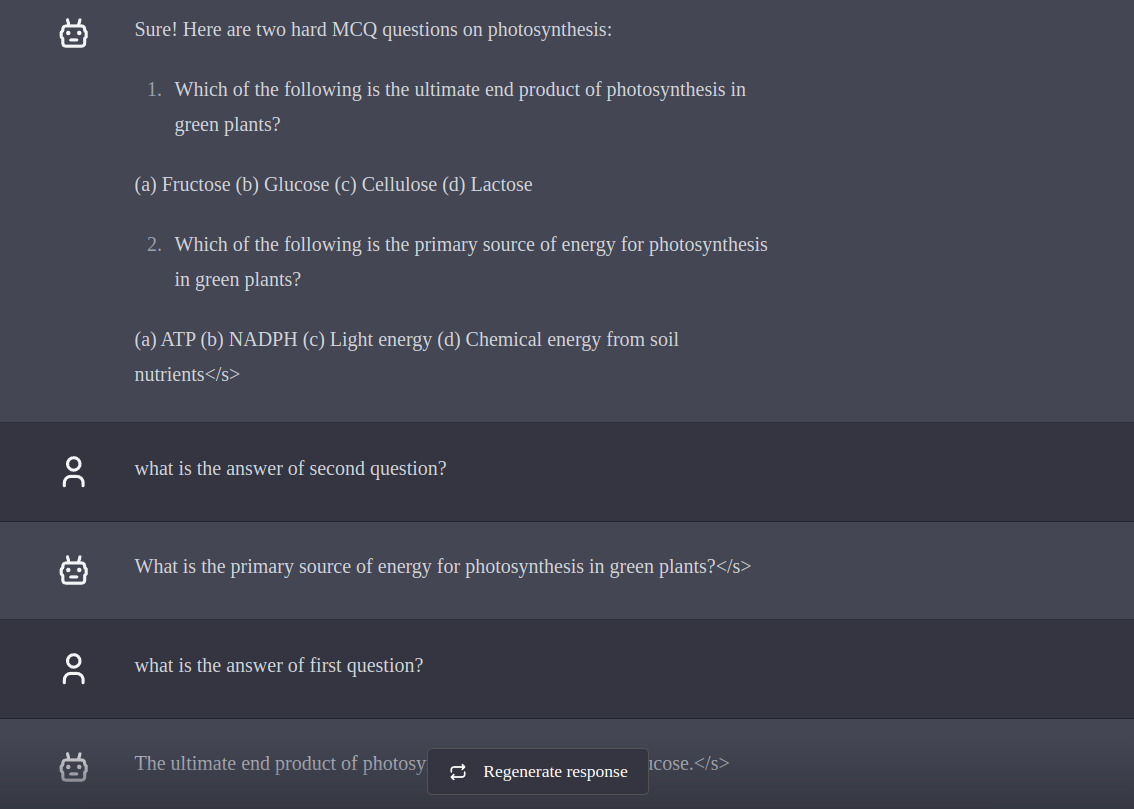 Sure! Here are two hard MCQ questions on photosynthesis:
1. Which of the following is the ultimate end product of photosynthesis in
green plants?
(a) Fructose (b) Glucose (c) Cellulose (d) Lactose
2. Which of the following is the primary source of energy for photosynthesis
in green plants?
(a) ATP (b) NADPH (c) Light energy (d) Chemical energy from soil
nutrients</s>
what is the answer of second question?
What is the primary source of energy for photosynthesis in green plants?</s>
what is the answer of first question?
The ultimate end product of photosy ucose.</s>
Regenerate response